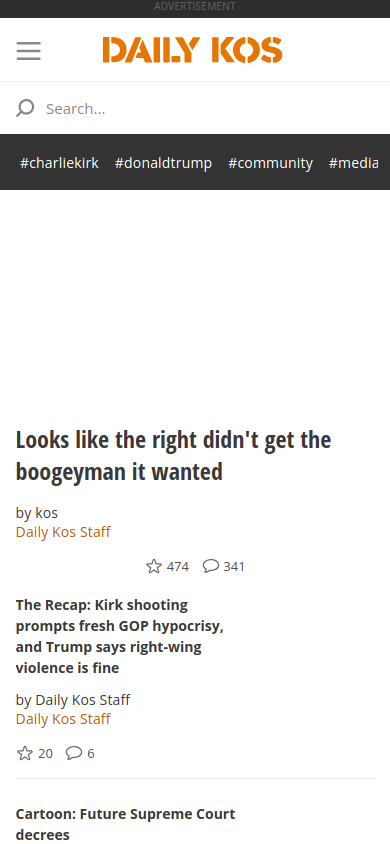 ADVERTISEMENT
DAILY KOS
Search...
#charliekirk #donaldtrump #community #media
Looks like the right didn't get the
boogeyman it wanted
by kos
Daily Kos Staff
474 341
The Recap: Kirk shooting
prompts fresh GOP hypocrisy,
and Trump says right-wing
violence is fine
by Daily Kos Staff
Daily Kos Staff
20 6
Cartoon: Future Supreme Court
decrees